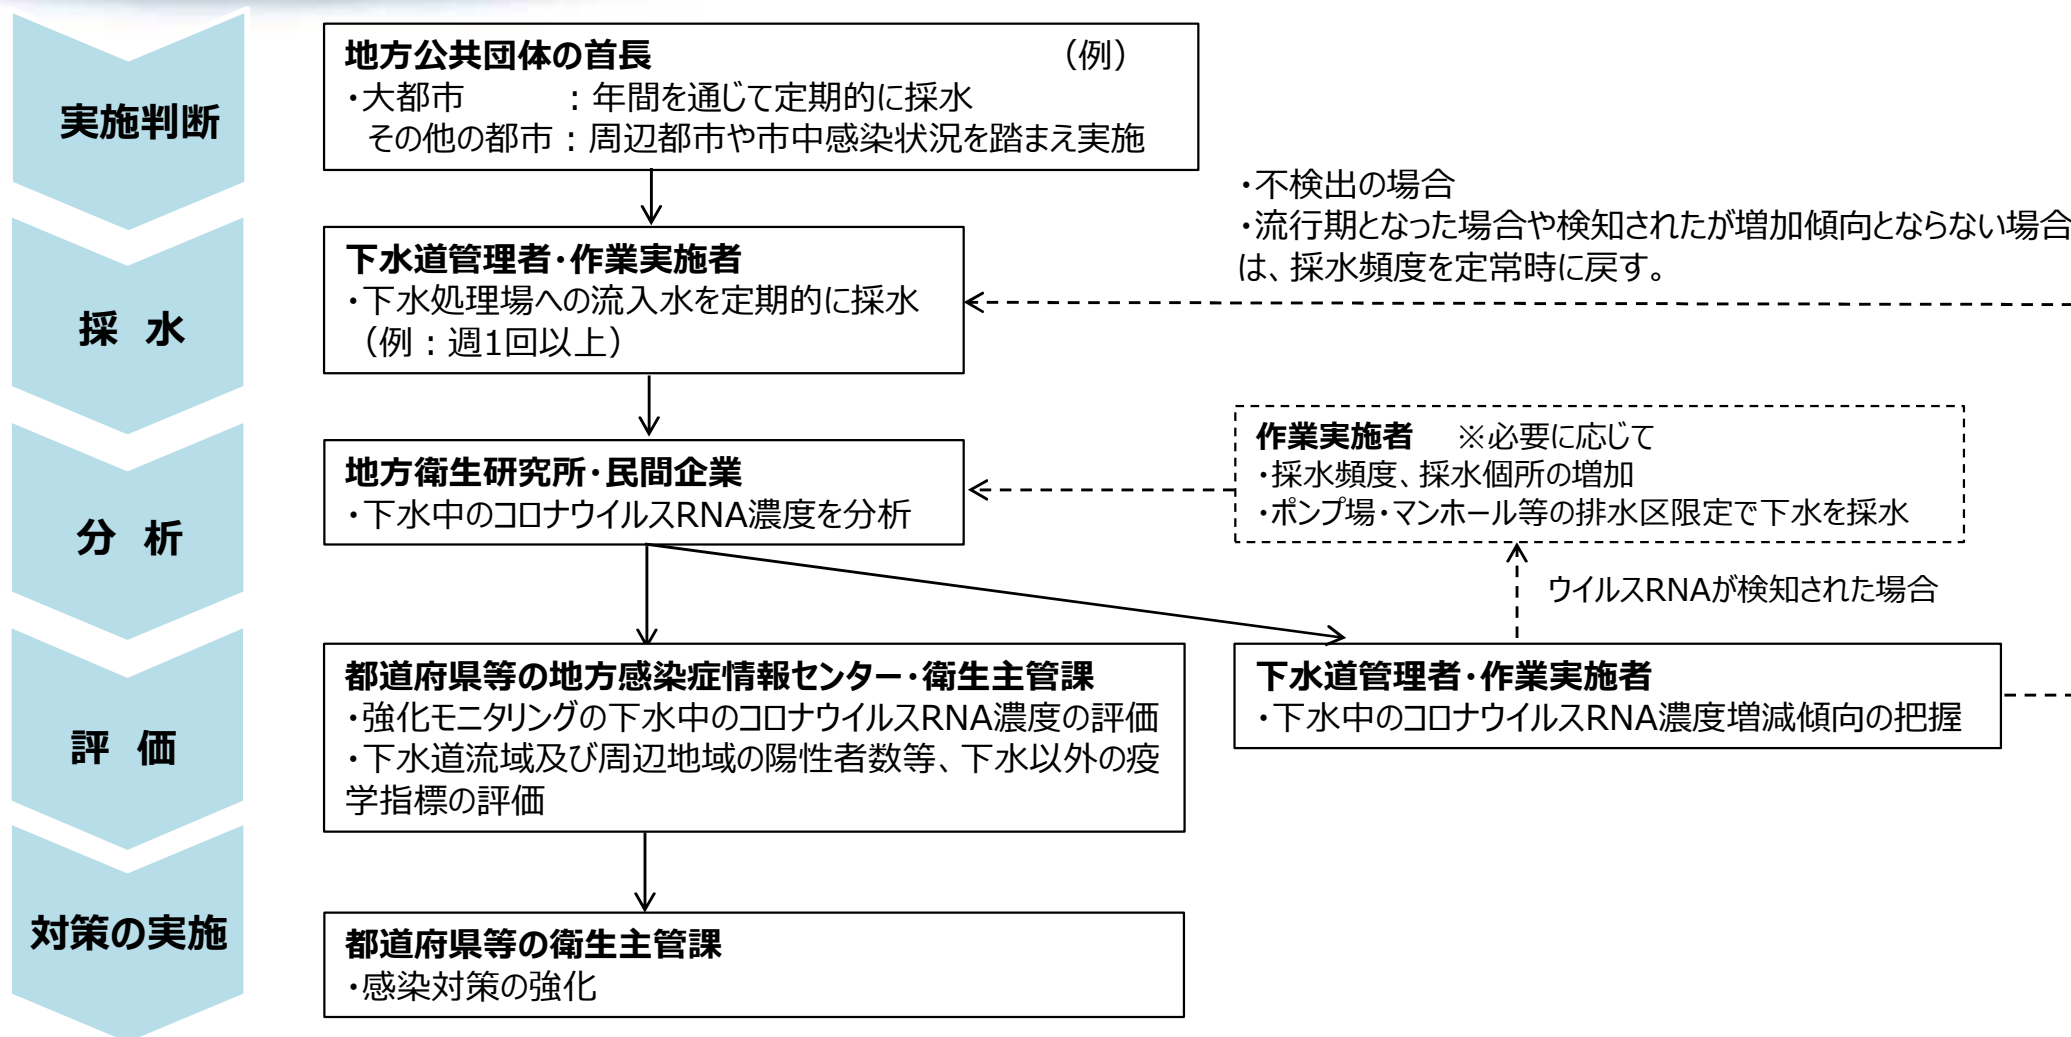 実施判断
地方公共団体の首長　（例）
・大都市　：年間を通じて定期的に採水
その他の都市：周辺都市や市中感染状況を踏まえ実施
・不検出の場合
・流行期となった場合や検知されたが増加傾向とならない場合
は、採水頻度を定常時に戻す。
採 水
下水道管理者・作業実施者
・下水処理場への流入水を定期的に採水
（例：週1回以上）
分 析
地方衛生研究所・民間企業
・下水中のコロナウイルスRNA濃度を分析
作業実施者　※必要に応じて
・採水頻度、採水個所の増加
・ポンプ場・マンホール等の排水区限定で下水を採水
ウイルスRNAが検知された場合
評 価
都道府県等の地方感染症情報センター・衛生主管課
・強化モニタリングの下水中のコロナウイルスRNA濃度の評価
・下水道流域及び周辺地域の陽性者数等、下水以外の疫
学指標の評価
下水道管理者・作業実施者
・下水中のコロナウイルスRNA濃度増減傾向の把握
対策の実施
都道府県等の衛生主管課
・感染対策の強化